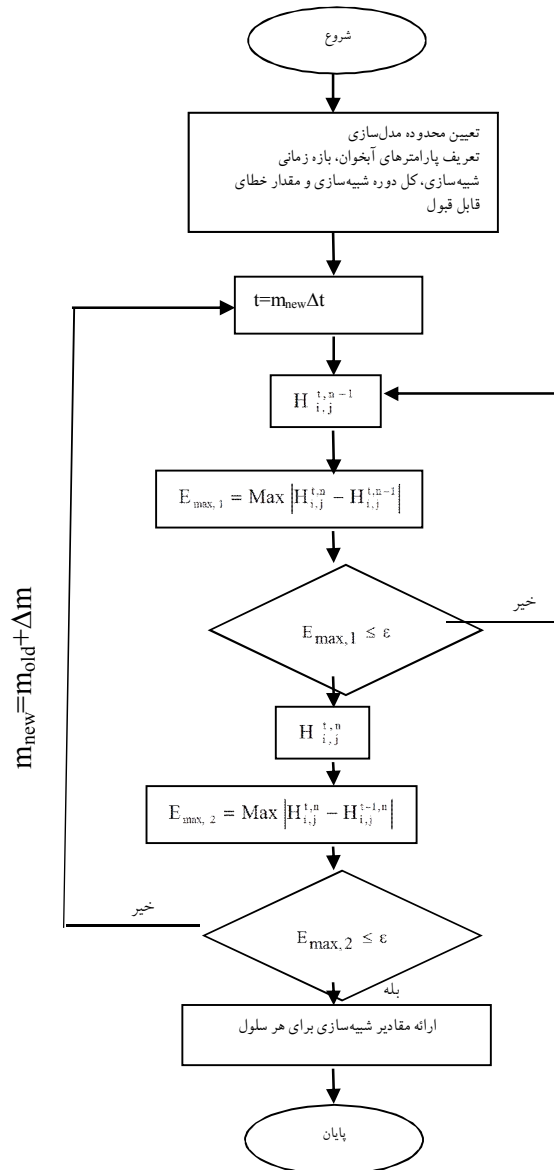 شروع
تعیین محدوده مدل‌سازی
تعریف پارامترهای آبخوان، بازه زمانی
شبیه‌سازی، کل دوره شبیه‌سازی و مقدار خطای
قابل قبول
t=m_newΔt
H_{i,j}^{t,n-1}
E_{max,1} = Max |H_{i,j}^{t,n} − H_{i,j}^{t,n-1}|
خیر
E_{max,1} ≤ ε
m_new=m_old+Δm
H_{i,j}^{t,n}
E_{max,2} = Max |H_{i,j}^{t,n} − H_{i,j}^{t-1,n}|
خیر
E_{max,2} ≤ ε
بله
ارائه مقادیر شبیه‌سازی برای هر سلول
پایان